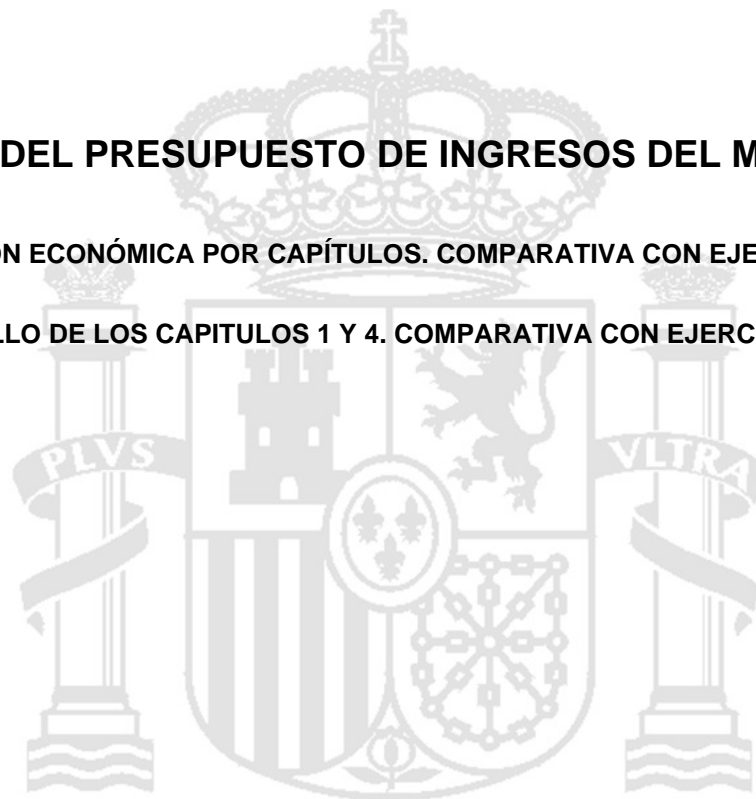 DEL PRESUPUESTO DE INGRESOS DEL M
ÓN ECONÓMICA POR CAPÍTULOS. COMPARATIVA CON EJE
LLO DE LOS CAPITULOS 1 Y 4. COMPARATIVA CON EJERC
PLVS VLTRA